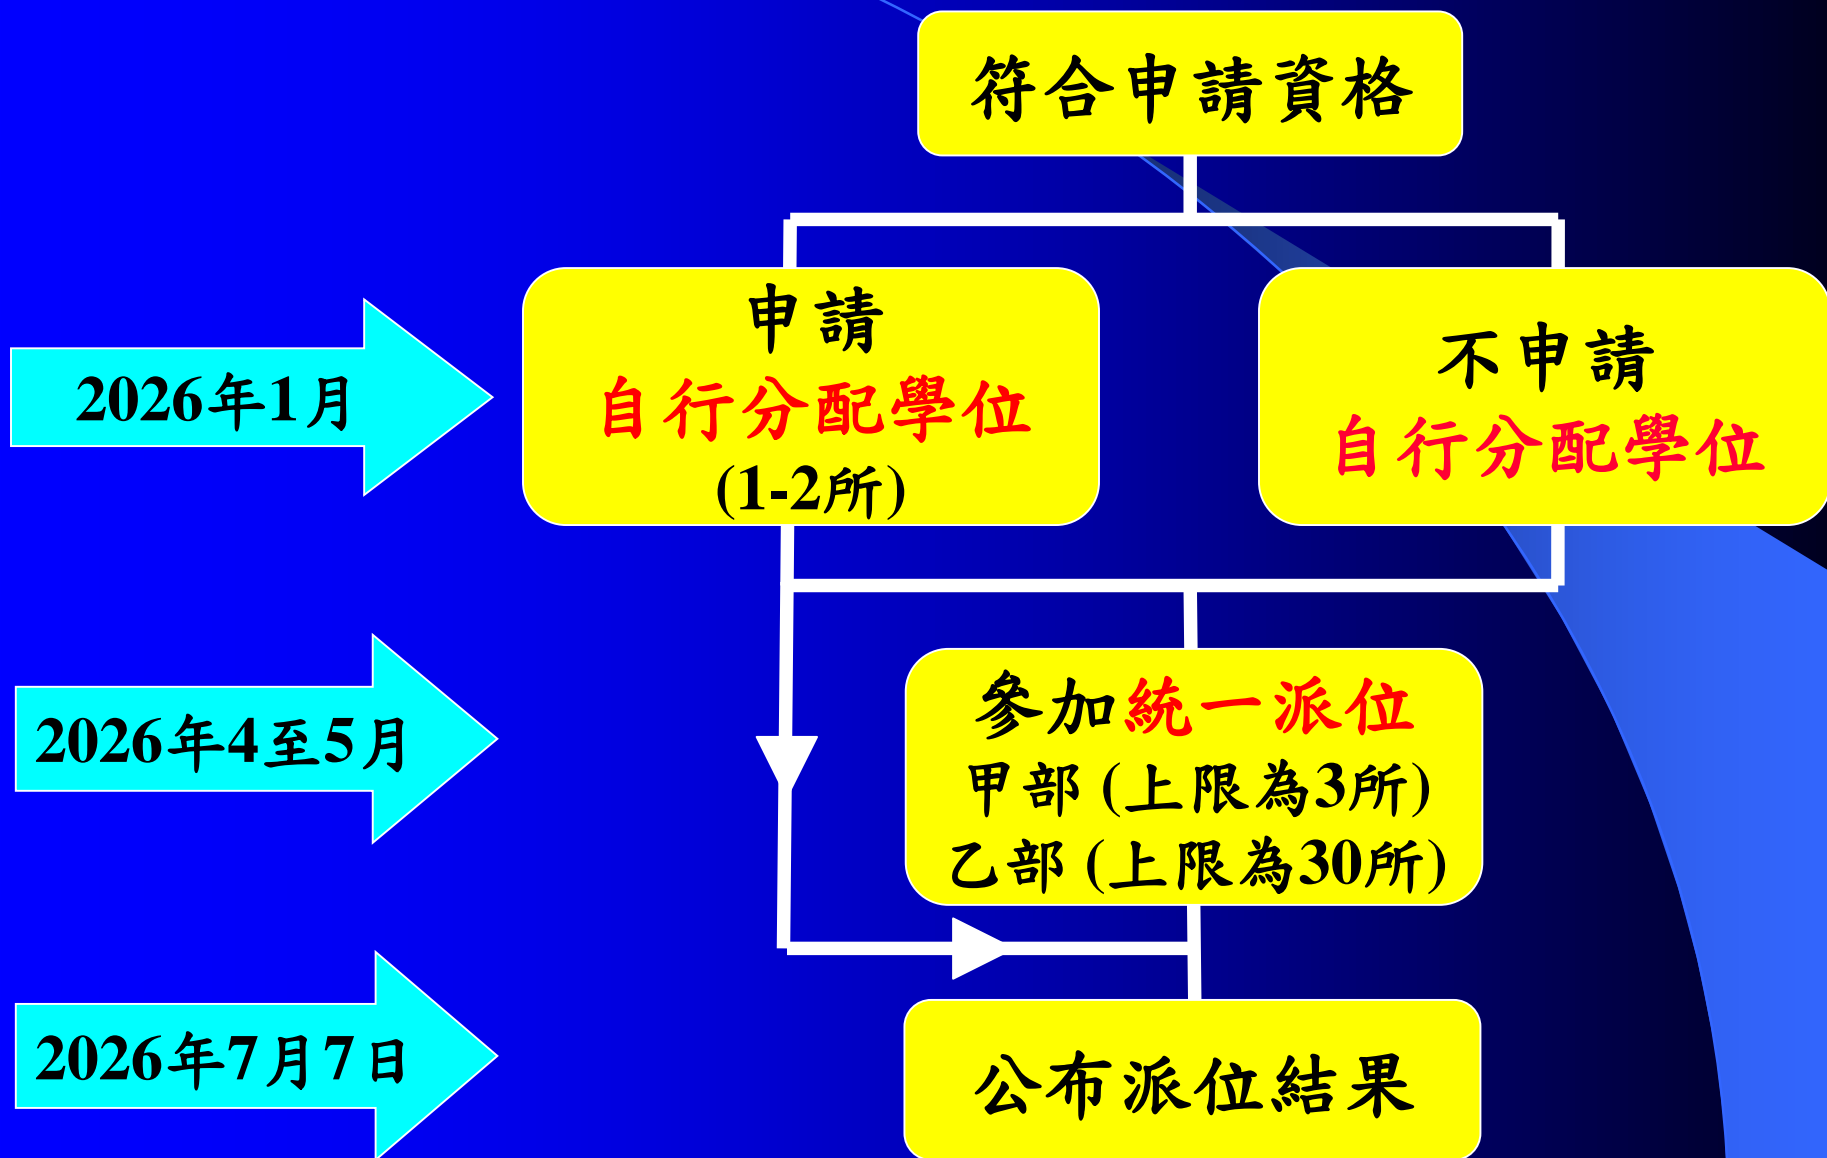 符合申請資格
2026年1月
申請
自行分配學位
(1-2所)
不申請
自行分配學位
2026年4至5月
參加統一派位
甲部 (上限為3所)
乙部 (上限為30所)
2026年7月7日
公布派位結果